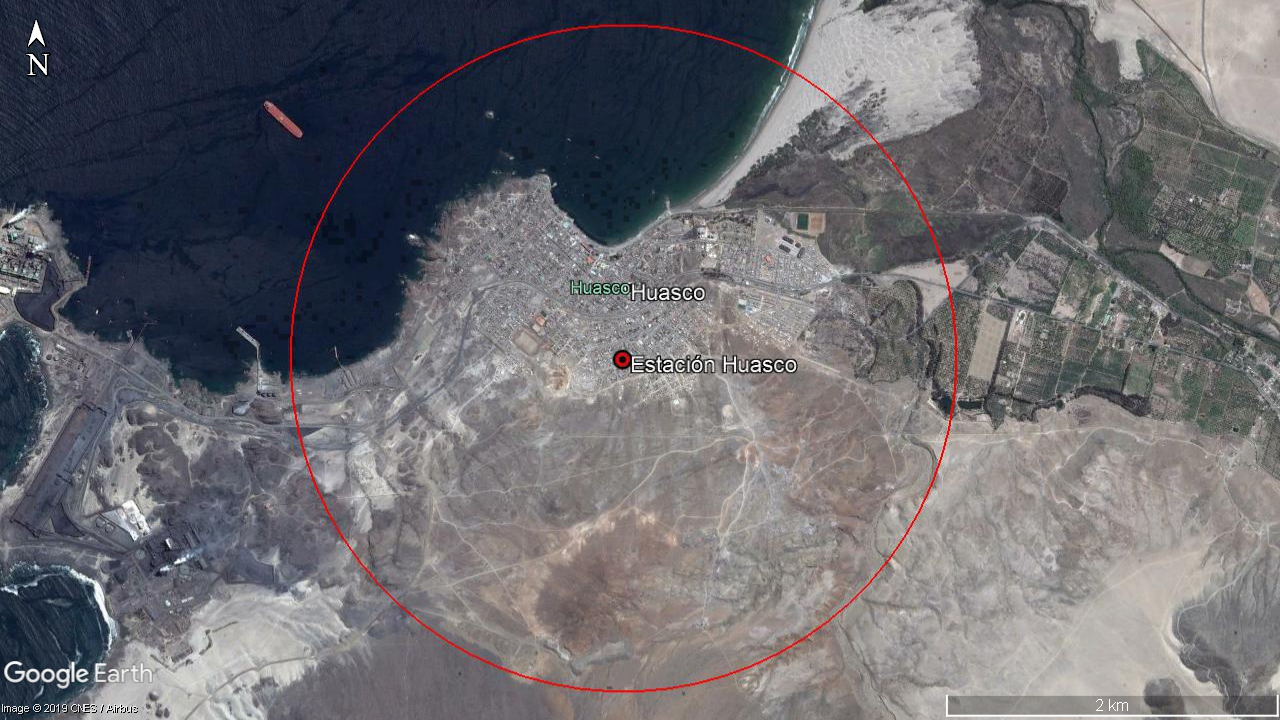 N
Huasco
Huasco
Estación Huasco
Google Earth
Image © 2019 CNES / Airbus
2 km